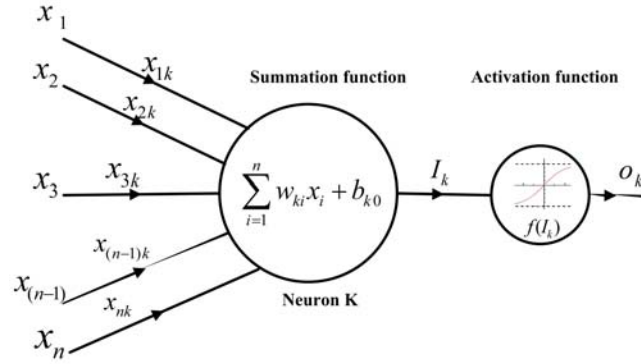 x₁
x₂
x₃
x₍ₙ₋₁₎
xₙ
x₁ₖ
x₂ₖ
x₃ₖ
x₍ₙ₋₁₎ₖ
xₙₖ
Summation function
∑ⁿᵢ₌₁ wₖᵢxᵢ + bₖ₀
Neuron K
Iₖ
Activation function
f(Iₖ)
oₖ